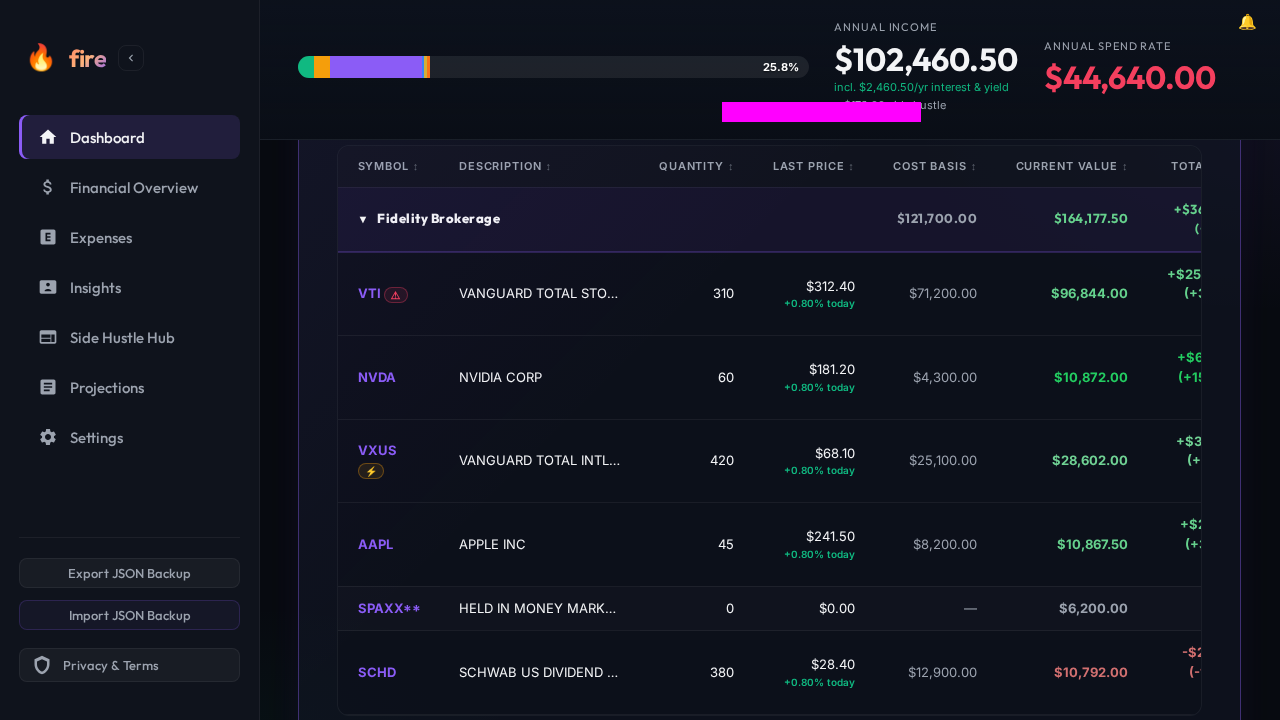 fire
Dashboard
Financial Overview
Expenses
Insights
Side Hustle Hub
Projections
Settings
Export JSON Backup
Import JSON Backup
Privacy & Terms
25.8%
ANNUAL INCOME
$102,460.50
incl. $2,460.50/yr interest & yield
ANNUAL SPEND RATE
$44,640.00
SYMBOL ↕ DESCRIPTION ↕ QUANTITY ↕ LAST PRICE ↕ COST BASIS ↕ CURRENT VALUE ↕
▼ Fidelity Brokerage $121,700.00 $164,177.50
VTI VANGUARD TOTAL STO... 310 $312.40 $71,200.00 $96,844.00
+0.80% today
NVDA NVIDIA CORP 60 $181.20 $4,300.00 $10,872.00
+0.80% today
VXUS VANGUARD TOTAL INTL... 420 $68.10 $25,100.00 $28,602.00
+0.80% today
AAPL APPLE INC 45 $241.50 $8,200.00 $10,867.50
+0.80% today
SPAXX** HELD IN MONEY MARK... 0 $0.00 — $6,200.00
SCHD SCHWAB US DIVIDEND ... 380 $28.40 $12,900.00 $10,792.00
+0.80% today